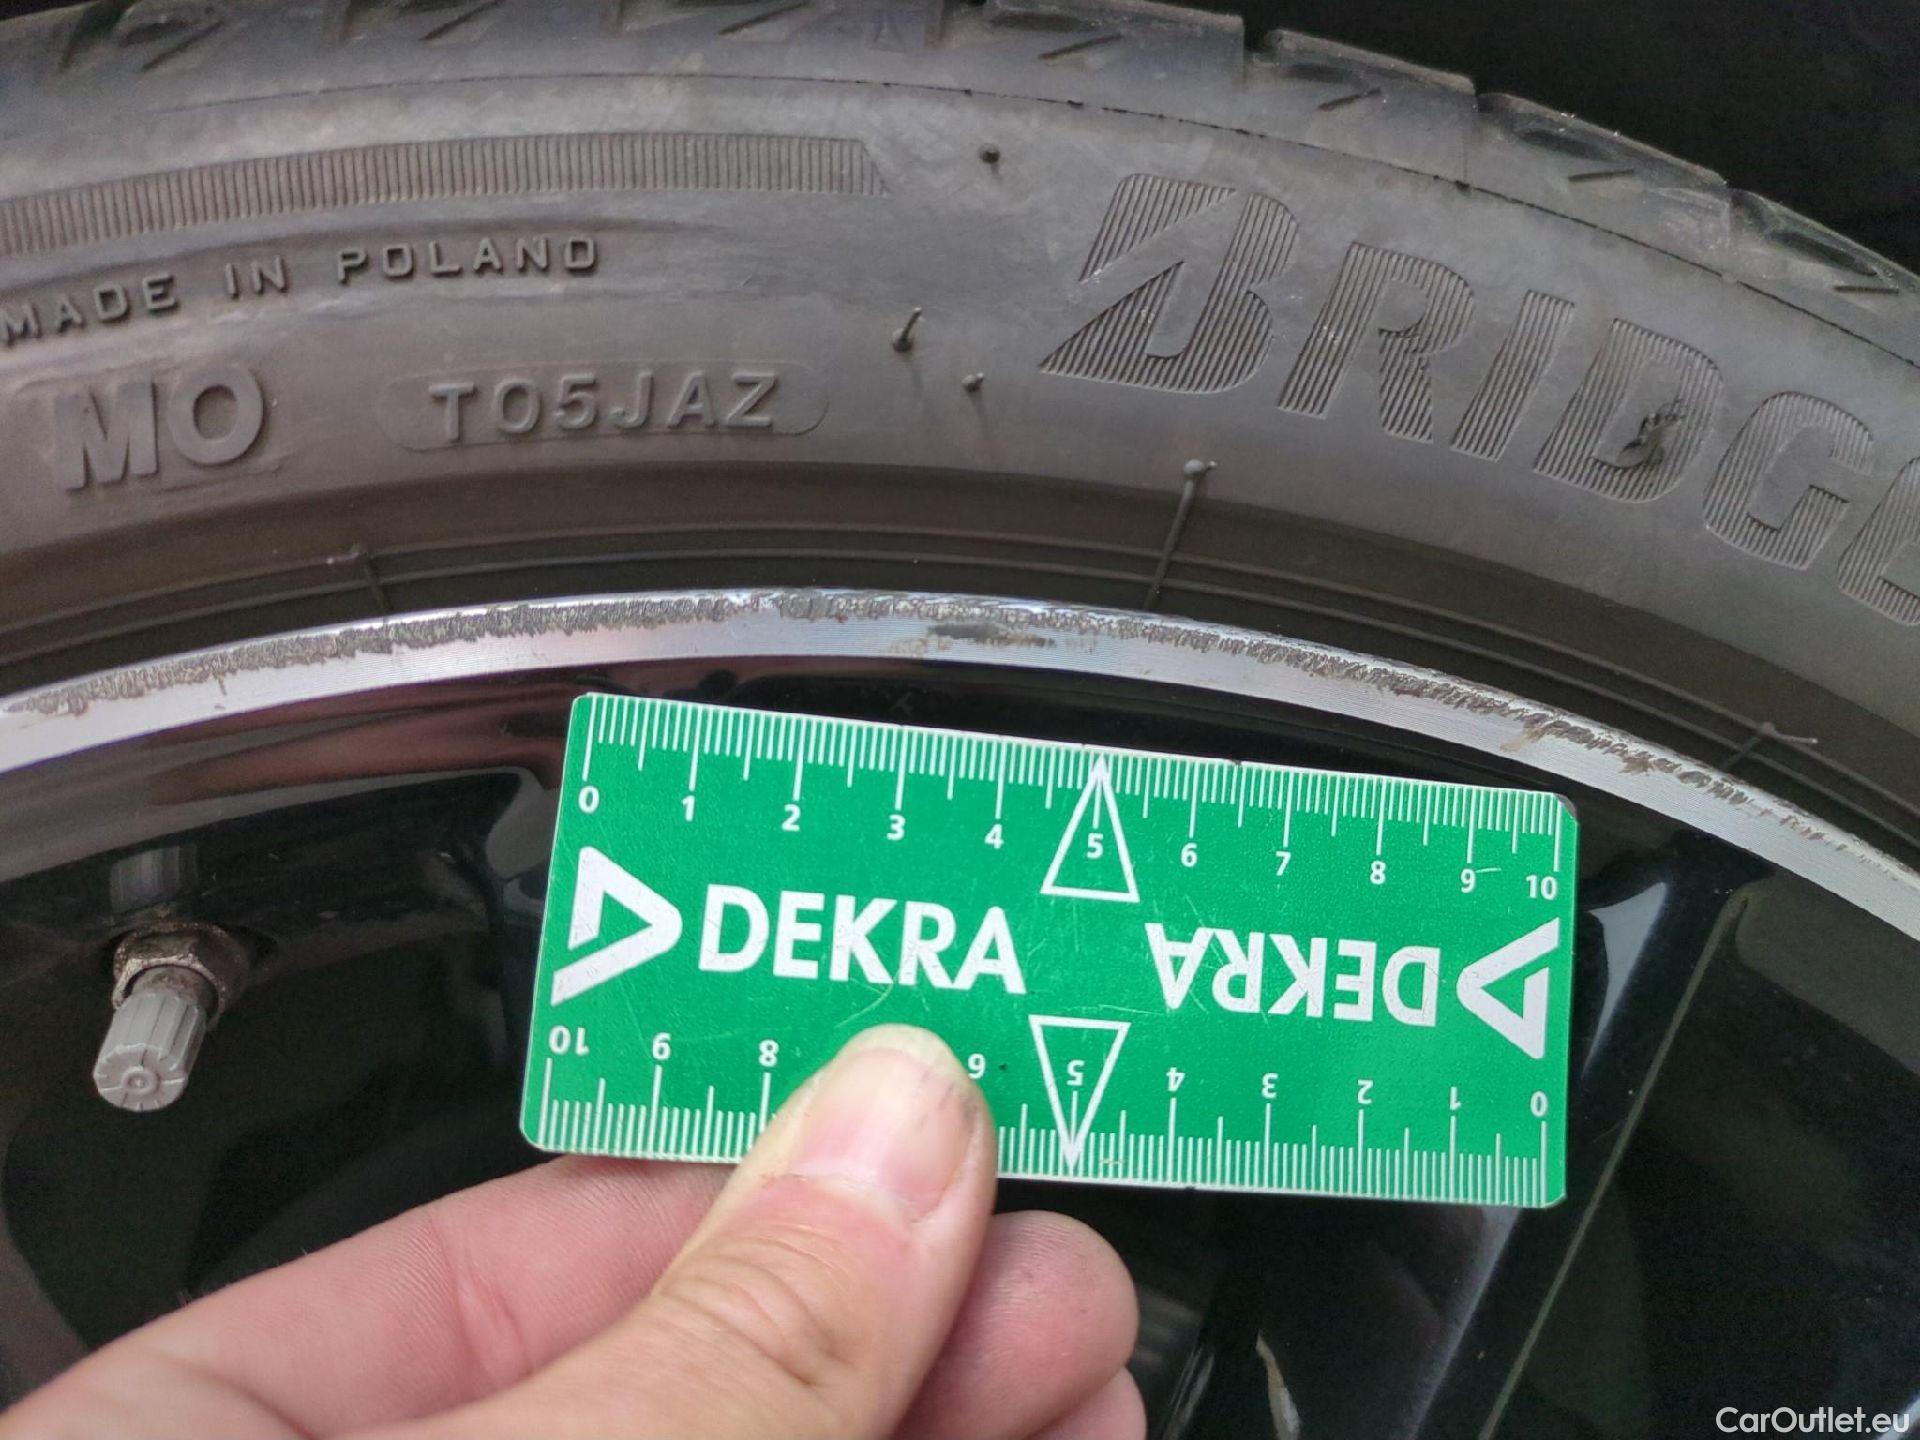 BRIDGE
MADE IN POLAND
MO T05JAZ
0 1 2 3 4 5 6 7 8 9 10
DEKRA DEKRA
10 9 8 6 5 4 3 2 1 0
CarOutlet.eu